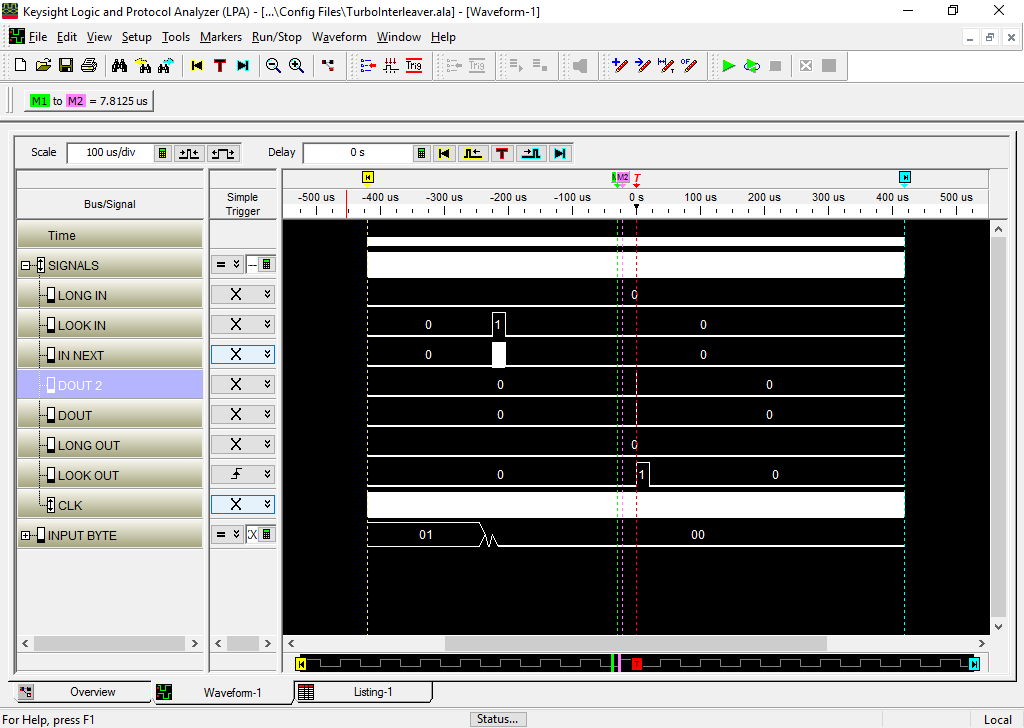 Keysight Logic and Protocol Analyzer (LPA) - [...\Config Files\TurboInterleaver.ala] - [Waveform-1]
File Edit View Setup Tools Markers Run/Stop Waveform Window Help
T Trig Trig
M1 to M2 = 7.8125 us
Scale 100 us/div Delay 0 s T
M2 T
Bus/Signal Simple Trigger -500 us -400 us -300 us -200 us -100 us 0 s 100 us 200 us 300 us 400 us 500 us
Time
SIGNALS =
LONG IN X 0
LOOK IN X 0 1 0
IN NEXT X 0 0
DOUT 2 X 0 0
DOUT X 0 0
LONG OUT X 0
LOOK OUT 0 1 0
CLK X
INPUT BYTE = 01 00
T
Overview Waveform-1 Listing-1
For Help, press F1 Status... Local